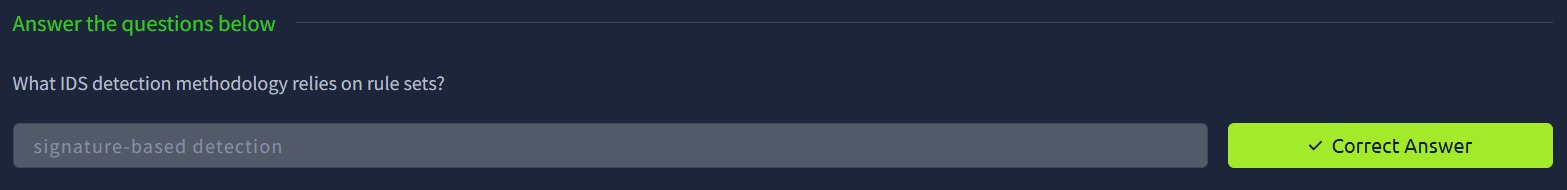 Answer the questions below
What IDS detection methodology relies on rule sets?
signature-based detection
Correct Answer